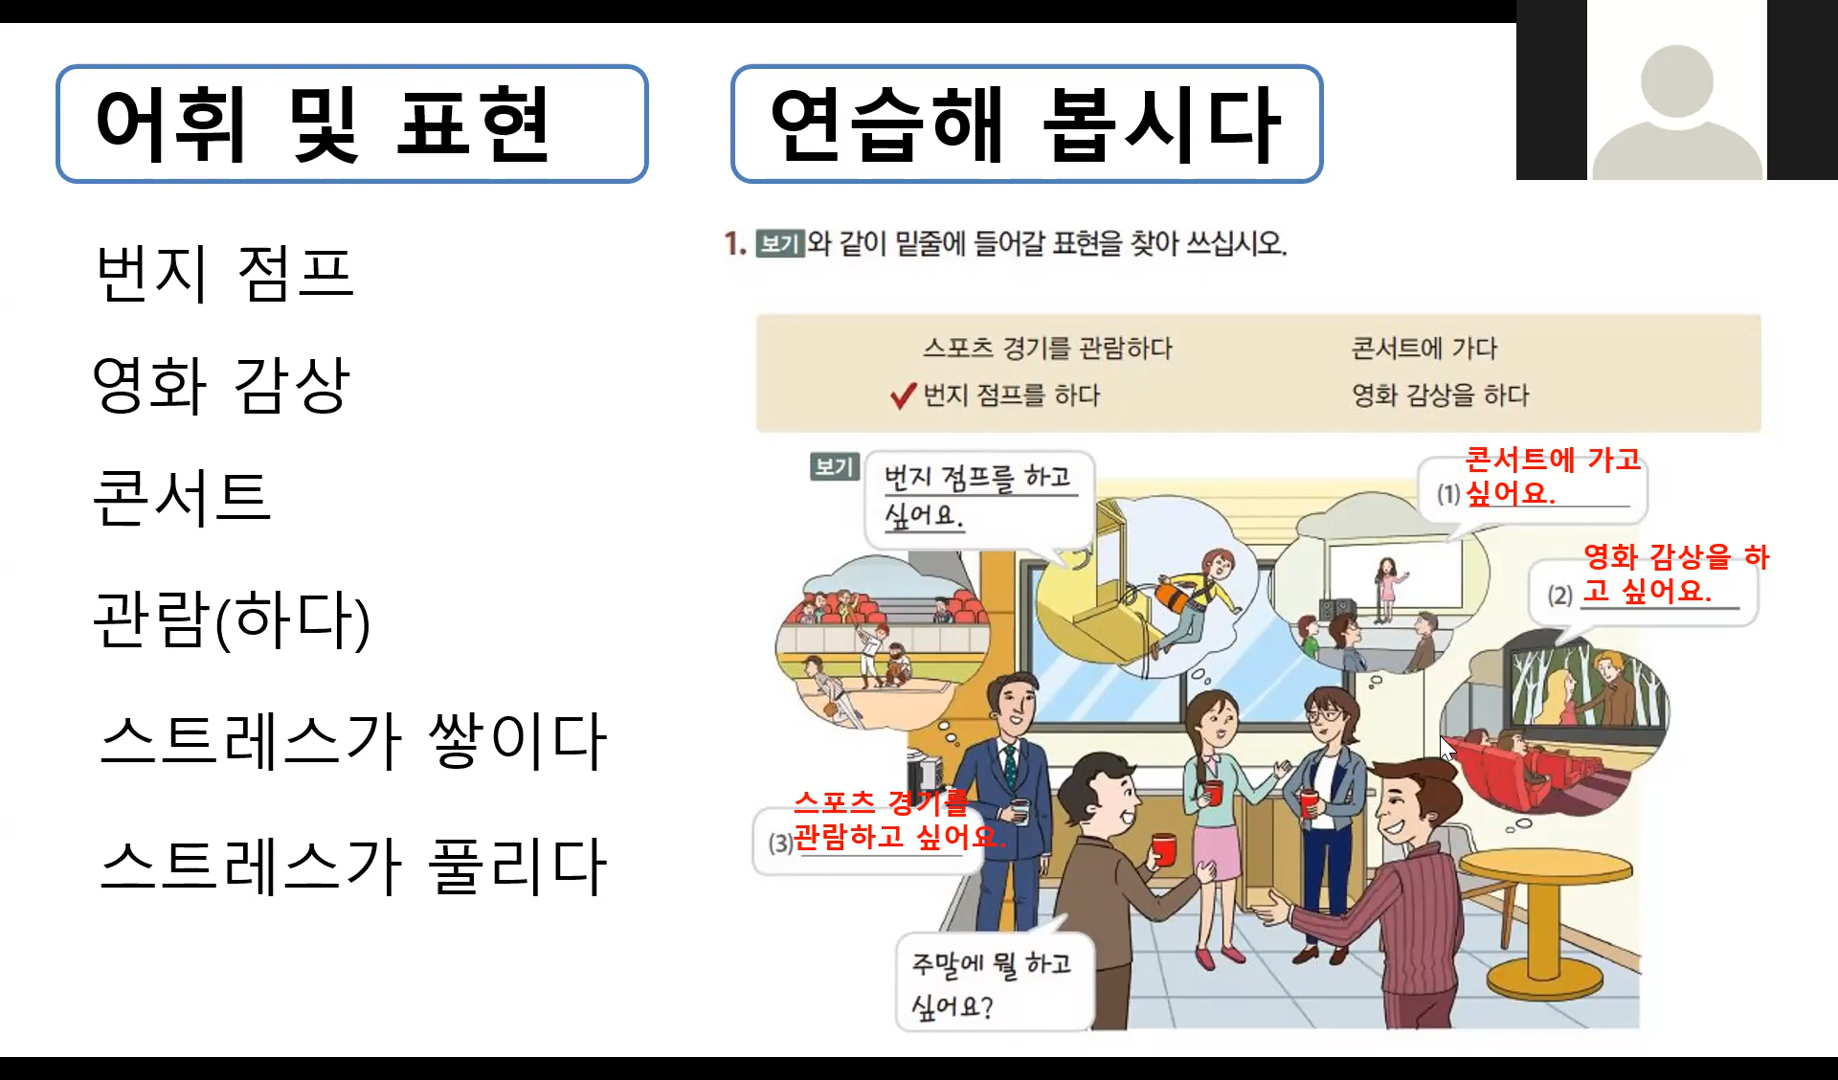 어휘 및 표현
번지 점프
영화 감상
콘서트
관람(하다)
스트레스가 쌓이다
스트레스가 풀리다
연습해 봅시다
1. 보기와 같이 밑줄에 들어갈 표현을 찾아 쓰십시오.
스포츠 경기를 관람하다 콘서트에 가다
✓번지 점프를 하다 영화 감상을 하다
보기
번지 점프를 하고
싶어요.
콘서트에 가고
(1) 싶어요.
영화 감상을 하
(2) 고 싶어요.
스포츠 경기를
(3) 관람하고 싶어요.
주말에 뭘 하고
싶어요?